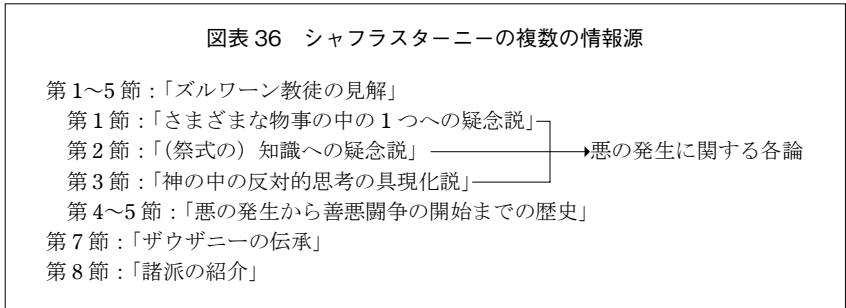 図表36 シャフラスターニーの複数の情報源
第1~5節:「ズルワーン教徒の見解」
第1節:「さまざまな物事の中の1つへの疑念説」
第2節:「(祭式の)知識への疑念説」 悪の発生に関する各論
第3節:「神の中の反対的思考の具現化説」
第4~5節:「悪の発生から善悪闘争の開始までの歴史」
第7節:「ザウザニーの伝承」
第8節:「諸派の紹介」